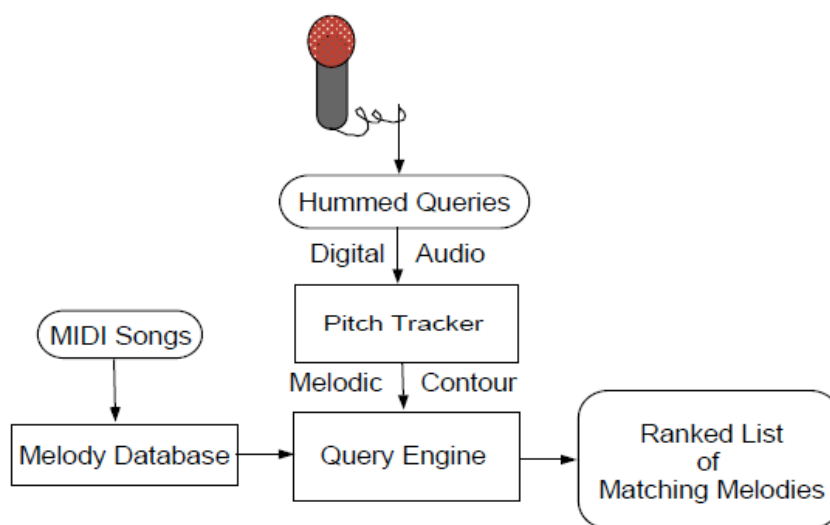 Hummed Queries
Digital Audio
Pitch Tracker
MIDI Songs
Melodic Contour
Melody Database
Query Engine
Ranked List
of
Matching Melodies